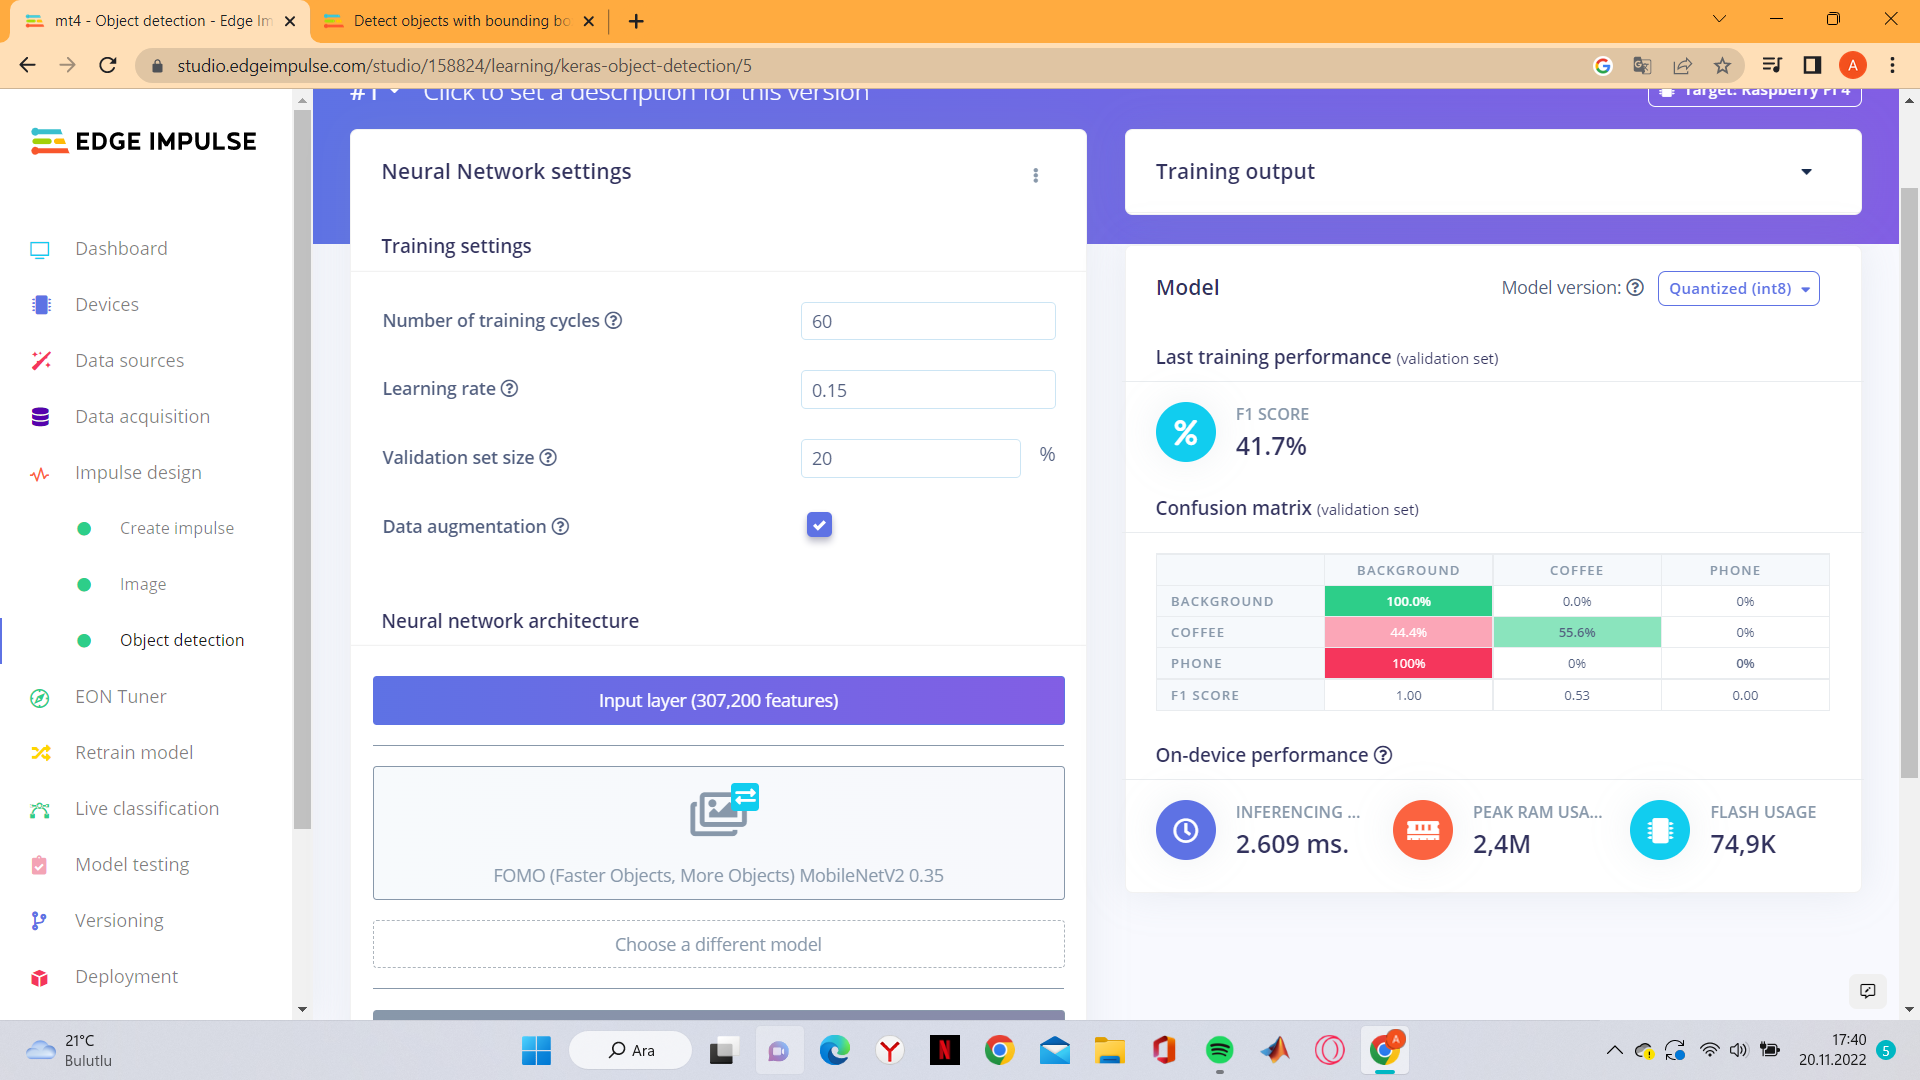 mt4 - Object detection - Edge Im
Detect objects with bounding bo
studio.edgeimpulse.com/studio/158824/learning/keras-object-detection/5
A
EDGE IMPULSE
Dashboard
Devices
Data sources
Data acquisition
Impulse design
Create impulse
Image
Object detection
EON Tuner
Retrain model
Live classification
Model testing
Versioning
Deployment
#1 Click to set a description for this version
Target: Raspberry Pi 4
Neural Network settings
Training settings
Number of training cycles ? 60
Learning rate ? 0.15
Validation set size ? 20 %
Data augmentation ?
Neural network architecture
Input layer (307,200 features)
FOMO (Faster Objects, More Objects) MobileNetV2 0.35
Choose a different model
Training output
Model Model version: ? Quantized (int8)
Last training performance (validation set)
% F1 SCORE
41.7%
Confusion matrix (validation set)
BACKGROUND COFFEE PHONE
BACKGROUND 100.0% 0.0% 0%
COFFEE 44.4% 55.6% 0%
PHONE 100% 0% 0%
F1 SCORE 1.00 0.53 0.00
On-device performance ?
INFERENCING ... PEAK RAM USA... FLASH USAGE
2.609 ms. 2,4M 74,9K
21°C
Bulutlu
Ara
17:40
20.11.2022
5